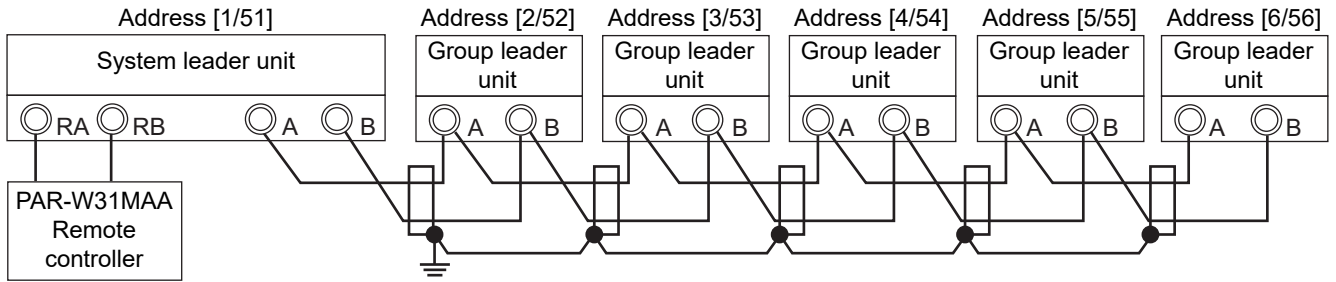 Address [1/51] Address [2/52] Address [3/53] Address [4/54] Address [5/55] Address [6/56]
System leader unit
Group leader
unit
Group leader
unit
Group leader
unit
Group leader
unit
Group leader
unit
RA RB A B A B A B A B A B A B
PAR-W31MAA
Remote
controller